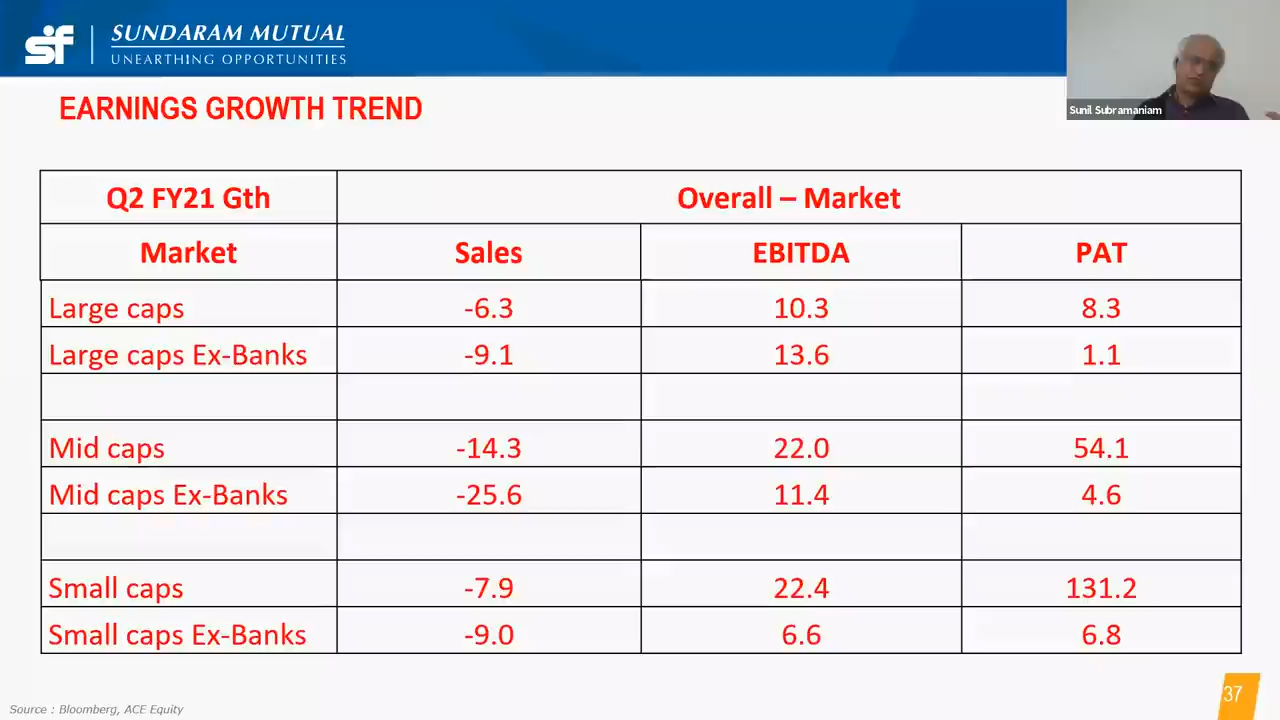 sf
SUNDARAM MUTUAL
UNEARTHING OPPORTUNITIES
Sunil Subramaniam
EARNINGS GROWTH TREND
Q2 FY21 Gth Overall – Market
Market Sales EBITDA PAT
Large caps -6.3 10.3 8.3
Large caps Ex-Banks -9.1 13.6 1.1
Mid caps -14.3 22.0 54.1
Mid caps Ex-Banks -25.6 11.4 4.6
Small caps -7.9 22.4 131.2
Small caps Ex-Banks -9.0 6.6 6.8
Source : Bloomberg, ACE Equity
37